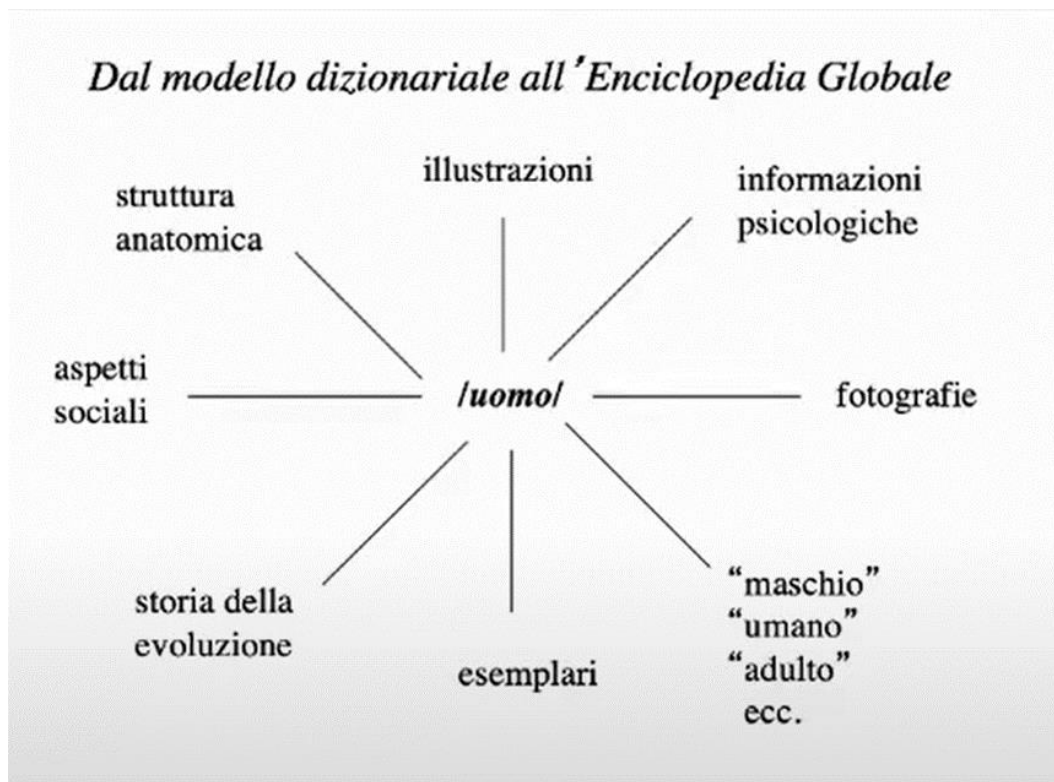 Dal modello dizionariale all'Enciclopedia Globale
illustrazioni
struttura
anatomica
informazioni
psicologiche
aspetti
sociali
/uomo/
fotografie
storia della
evoluzione
esemplari
“maschio”
“umano”
“adulto”
ecc.